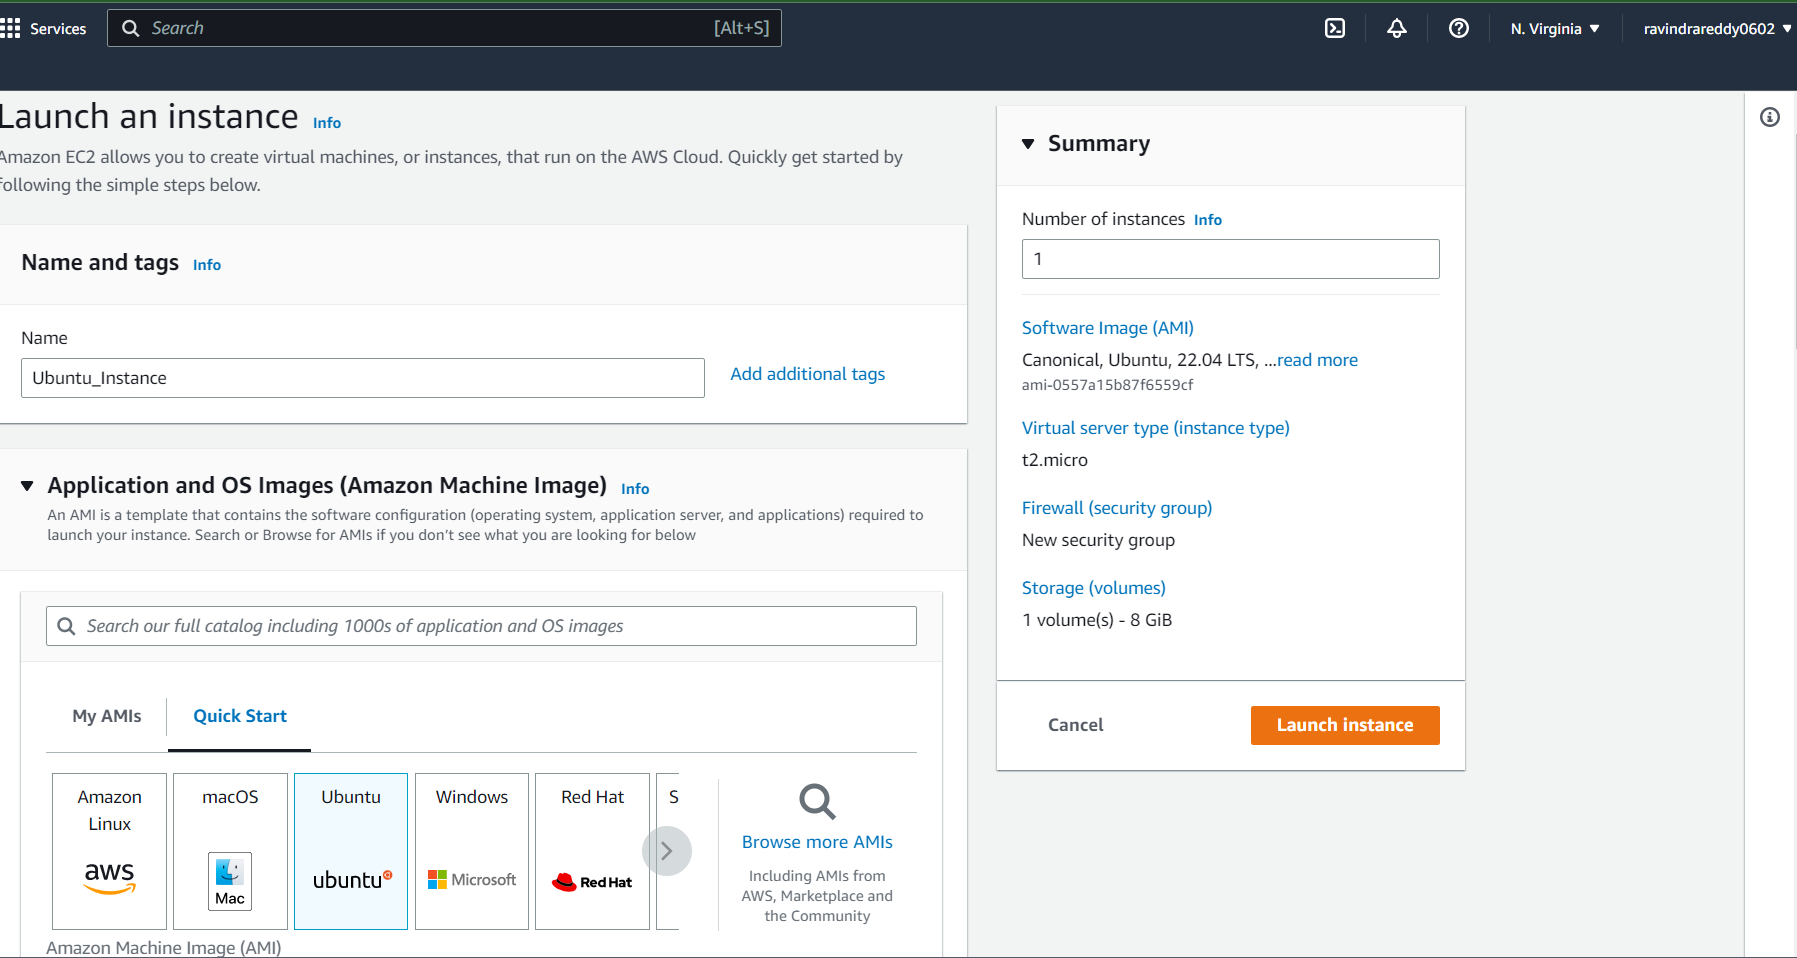 Services
Search
[Alt+S]
N. Virginia
ravindrareddy0602
Launch an instance Info
Amazon EC2 allows you to create virtual machines, or instances, that run on the AWS Cloud. Quickly get started by
following the simple steps below.
Name and tags Info
Name
Ubuntu_Instance
Add additional tags
Application and OS Images (Amazon Machine Image) Info
An AMI is a template that contains the software configuration (operating system, application server, and applications) required to
launch your instance. Search or Browse for AMIs if you don't see what you are looking for below
Search our full catalog including 1000s of application and OS images
My AMIs
Quick Start
Amazon
Linux
aws
macOS
Mac
Ubuntu
ubuntu
Windows
Microsoft
Red Hat
Red Hat
S
Browse more AMIs
Including AMIs from
AWS, Marketplace and
the Community
Amazon Machine Image (AMI)
Summary
Number of instances Info
1
Software Image (AMI)
Canonical, Ubuntu, 22.04 LTS, ...read more
ami-0557a15b87f6559cf
Virtual server type (instance type)
t2.micro
Firewall (security group)
New security group
Storage (volumes)
1 volume(s) - 8 GiB
Cancel
Launch instance